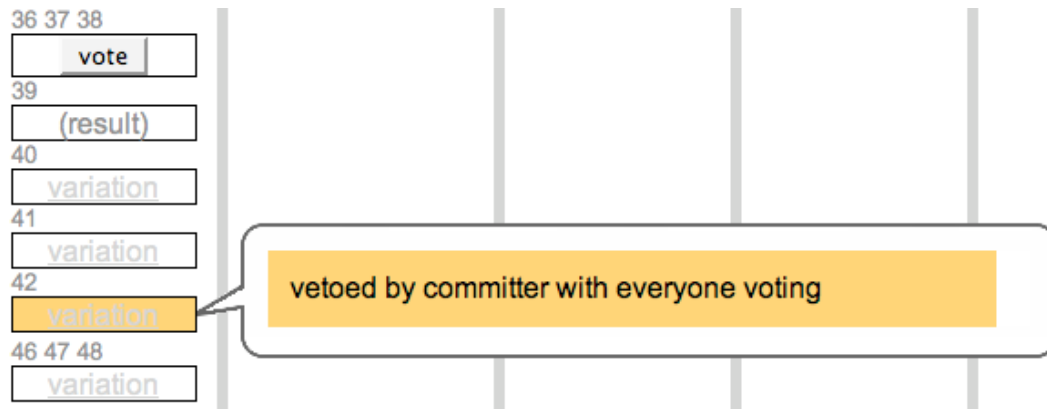 36 37 38
vote
39
(result)
40
variation
41
variation
42
variation
vetoed by committer with everyone voting
46 47 48
variation